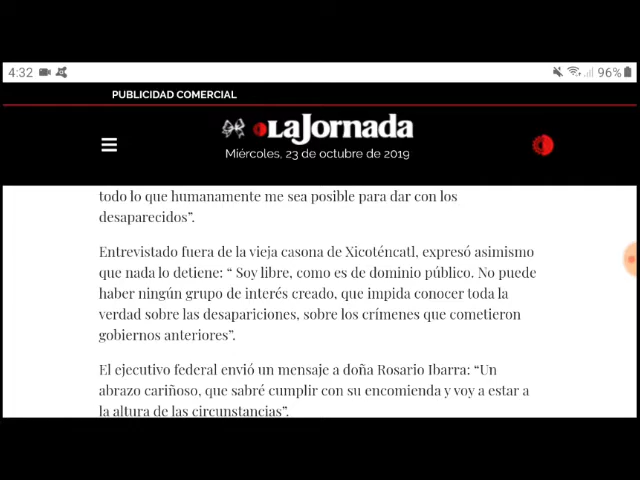 4:32
96%
PUBLICIDAD COMERCIAL
LaJornada
Miércoles, 23 de octubre de 2019
todo lo que humanamente me sea posible para dar con los
desaparecidos”.
Entrevistado fuera de la vieja casona de Xicoténcatl, expresó asimismo
que nada lo detiene: “ Soy libre, como es de dominio público. No puede
haber ningún grupo de interés creado, que impida conocer toda la
verdad sobre las desapariciones, sobre los crímenes que cometieron
gobiernos anteriores”.
El ejecutivo federal envió un mensaje a doña Rosario Ibarra: “Un
abrazo cariñoso, que sabré cumplir con su encomienda y voy a estar a
la altura de las circunstancias”.